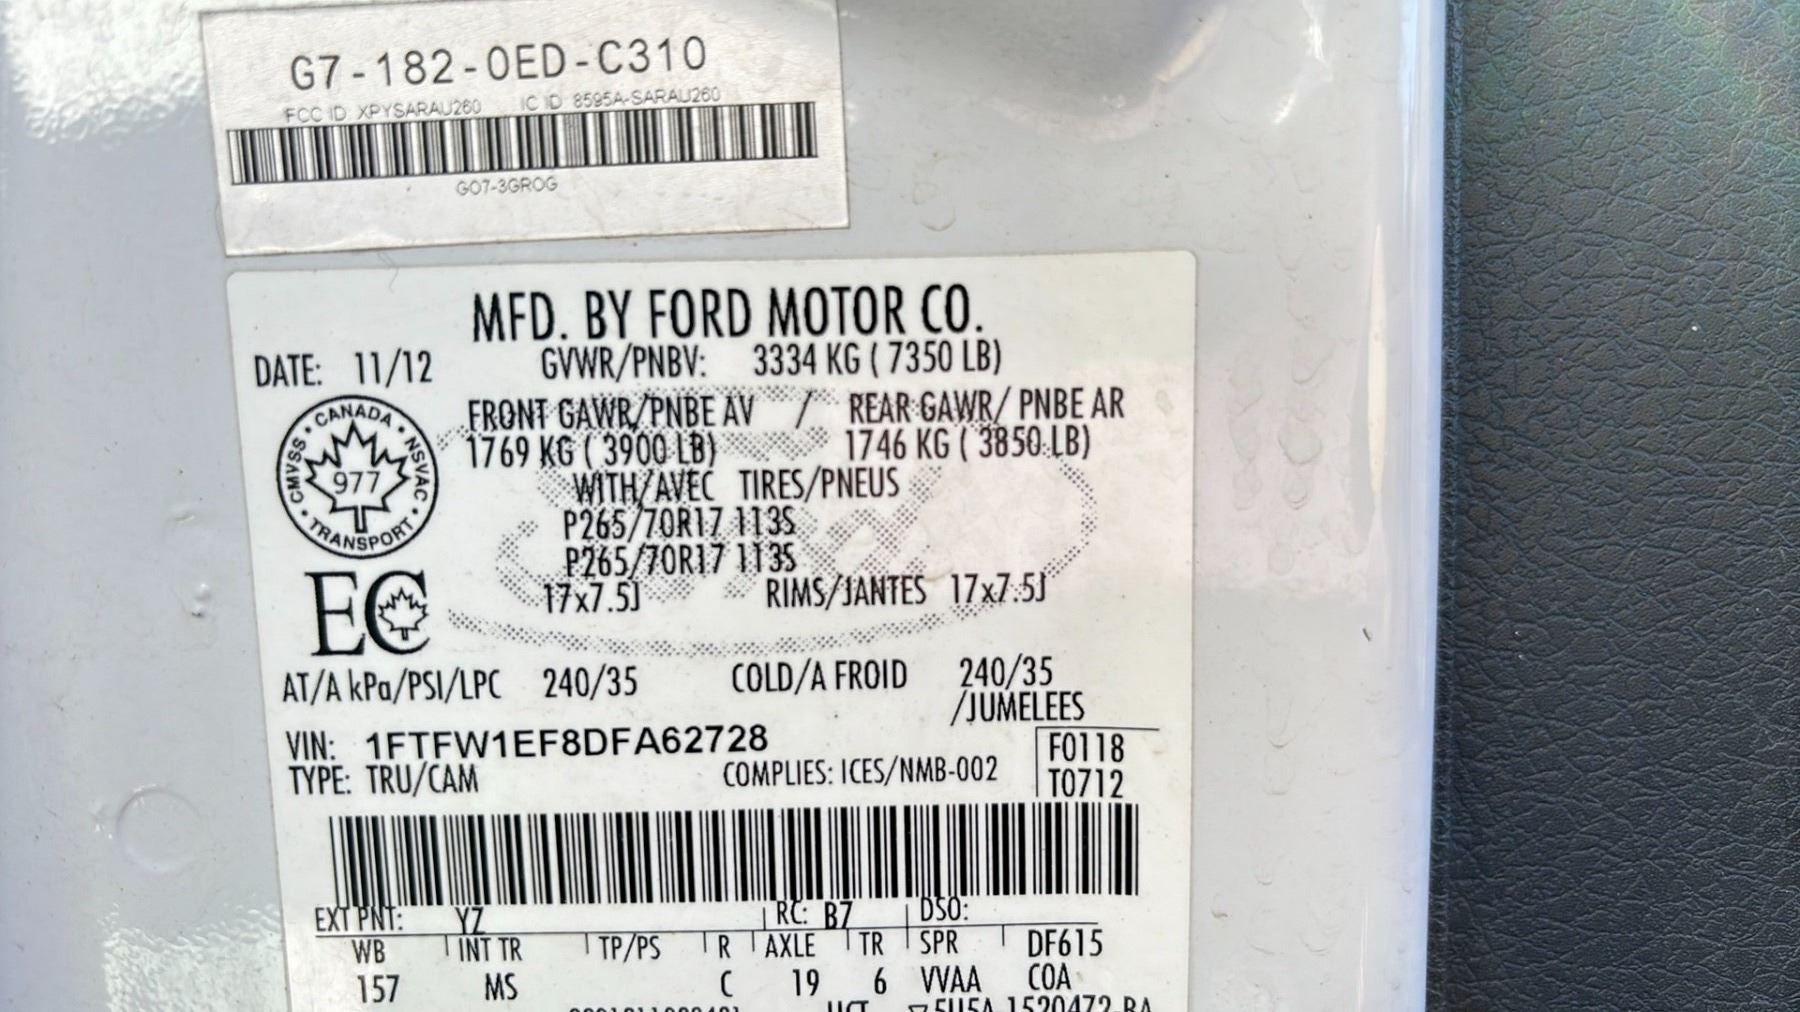 G7-182-0ED-C310
FCC ID XPYSARAU260 IC ID 8595A-SARAU260
GO7-3GROG
MFD. BY FORD MOTOR CO.
DATE: 11/12 GVWR/PNBV: 3334 KG ( 7350 LB)
FRONT GAWR/PNBE AV / REAR GAWR/ PNBE AR
1769 KG ( 3900 LB) 1746 KG ( 3850 LB)
WITH/AVEC TIRES/PNEUS
P265/70R17 113S
P265/70R17 113S
17x7.5J RIMS/JANTES 17x7.5J
CANADA
CMVSS NSVAC
977
TRANSPORT
EC
AT/A kPa/PSI/LPC 240/35 COLD/A FROID 240/35
/JUMELEES
VIN: 1FTFW1EF8DFA62728 F0118
TYPE: TRU/CAM COMPLIES: ICES/NMB-002 T0712
EXT PNT: YZ RC: B7 DSO:
WB INT TR TP/PS R AXLE TR SPR DF615
157 MS C 19 6 VVAA COA